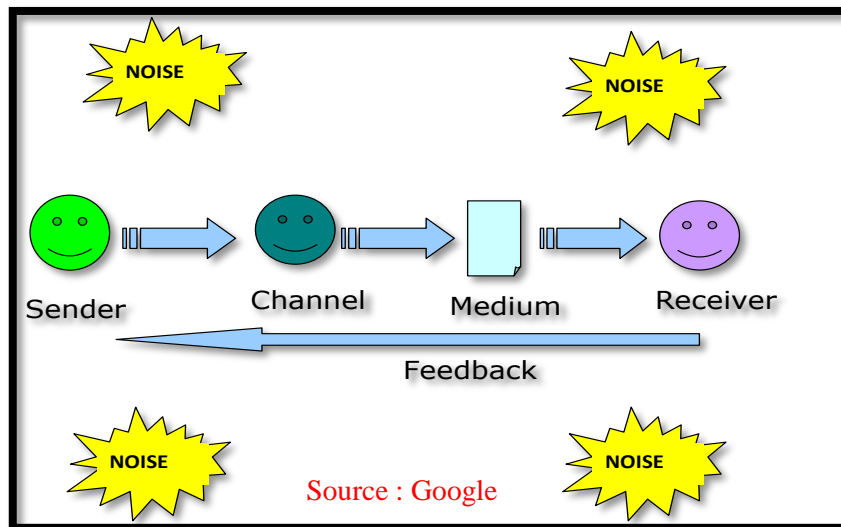 NOISE
NOISE
Sender
Channel
Medium
Receiver
Feedback
NOISE
NOISE
Source : Google